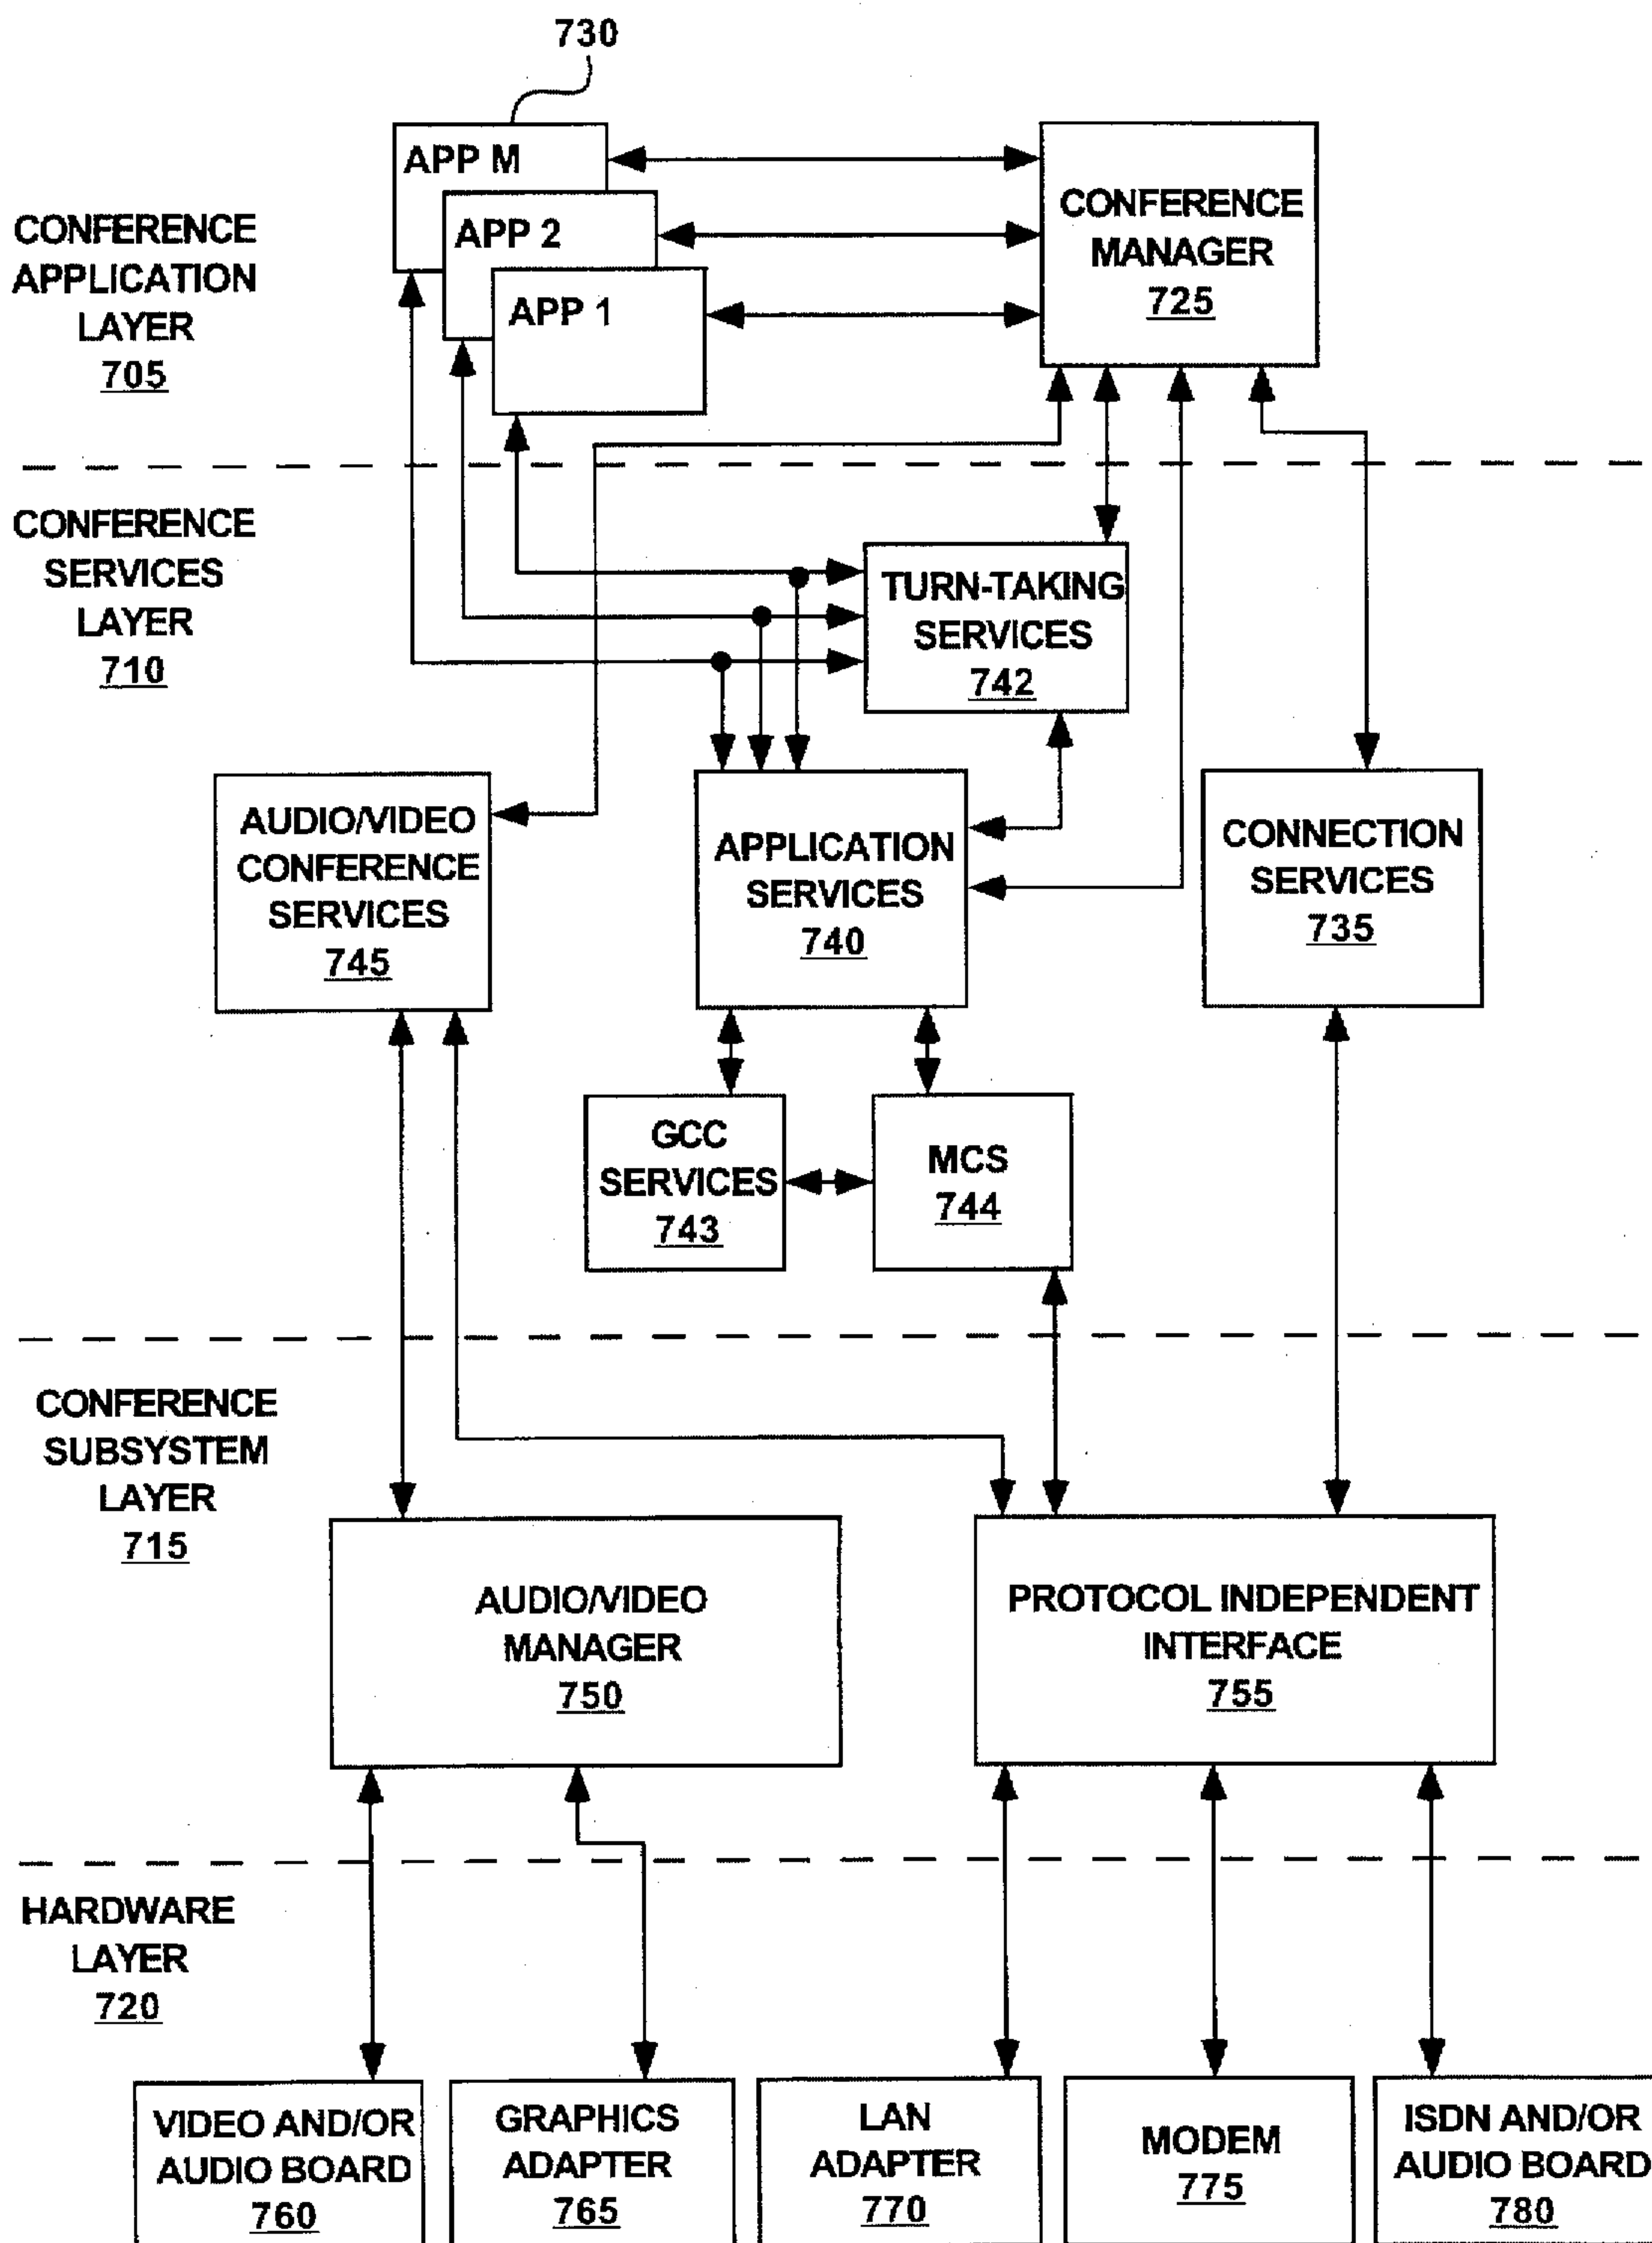 730
APP M
APP 2
APP 1
CONFERENCE
MANAGER
725
CONFERENCE
APPLICATION
LAYER
705
CONFERENCE
SERVICES
LAYER
710
TURN-TAKING
SERVICES
742
AUDIO/VIDEO
CONFERENCE
SERVICES
745
APPLICATION
SERVICES
740
CONNECTION
SERVICES
735
GCC
SERVICES
743
MCS
744
CONFERENCE
SUBSYSTEM
LAYER
715
AUDIO/VIDEO
MANAGER
750
PROTOCOL INDEPENDENT
INTERFACE
755
HARDWARE
LAYER
720
VIDEO AND/OR
AUDIO BOARD
760
GRAPHICS
ADAPTER
765
LAN
ADAPTER
770
MODEM
775
ISDN AND/OR
AUDIO BOARD
780